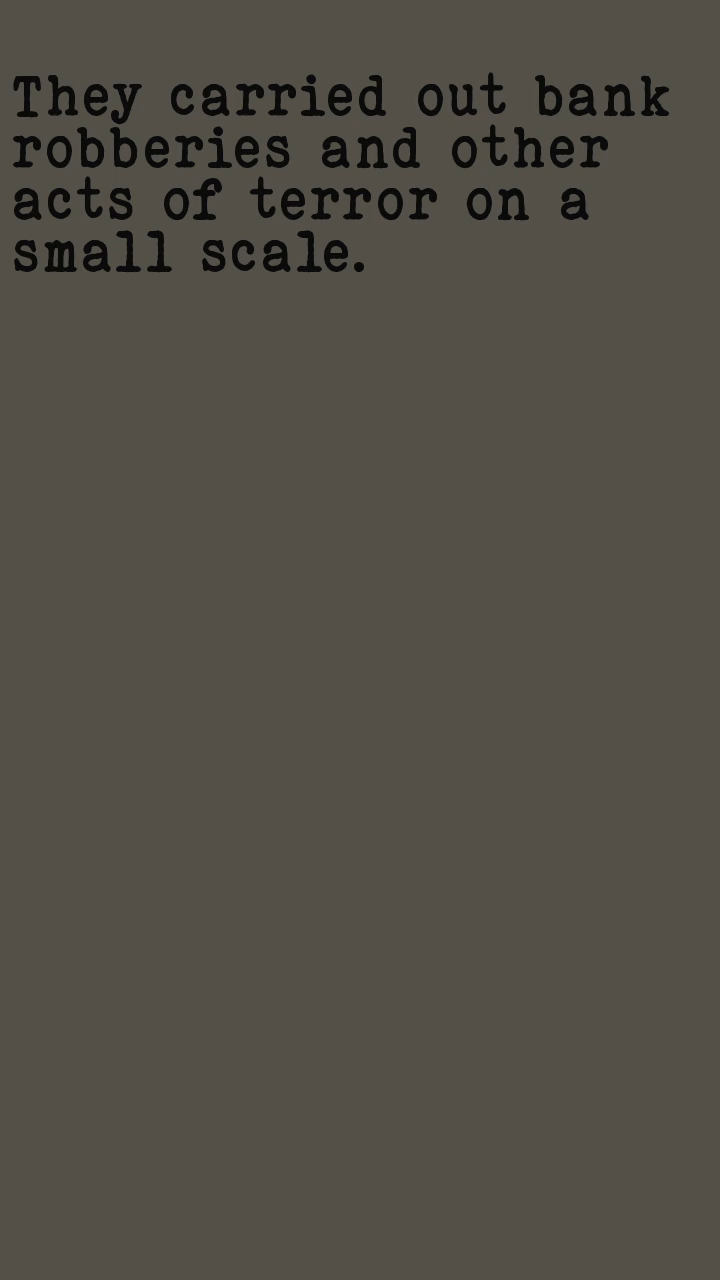 They carried out bank
robberies and other
acts of terror on a
small scale.